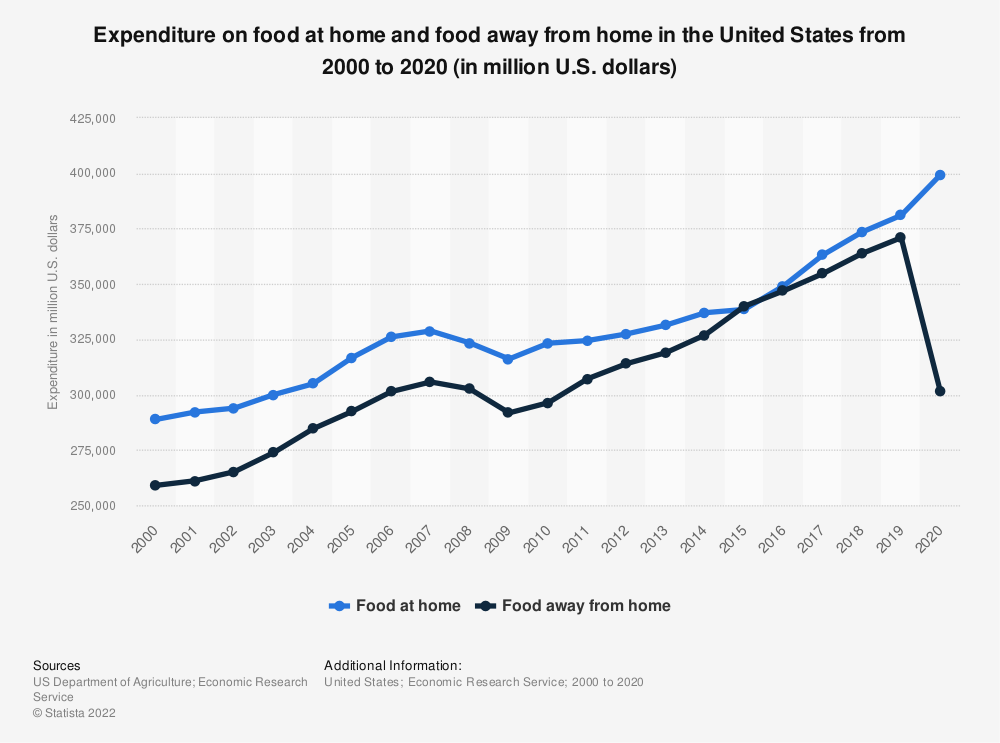 Expenditure on food at home and food away from home in the United States from
2000 to 2020 (in million U.S. dollars)
Expenditure in million U.S. dollars
425,000
400,000
375,000
350,000
325,000
300,000
275,000
250,000
2000
2001
2002
2003
2004
2005
2006
2007
2008
2009
2010
2011
2012
2013
2014
2015
2016
2017
2018
2019
2020
Food at home
Food away from home
Sources
US Department of Agriculture; Economic Research
Service
© Statista 2022
Additional Information:
United States; Economic Research Service; 2000 to 2020